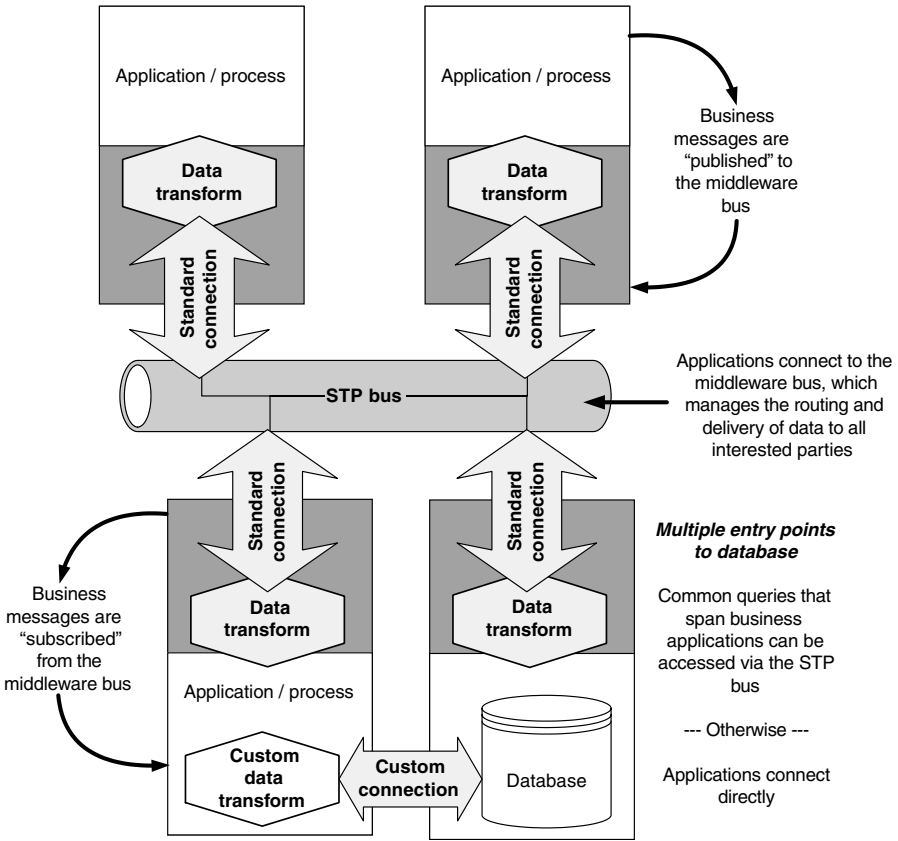 Application / process
Data
transform
Standard
connection
Application / process
Data
transform
Standard
connection
Business
messages are
“published” to
the middleware
bus
STP bus
Applications connect to the
middleware bus, which
manages the routing and
delivery of data to all
interested parties
Standard
connection
Data
transform
Application / process
Custom
data
transform
Business
messages are
“subscribed”
from the
middleware bus
Custom
connection
Standard
connection
Data
transform
Database
Multiple entry points
to database
Common queries that
span business
applications can be
accessed via the STP
bus
--- Otherwise ---
Applications connect
directly